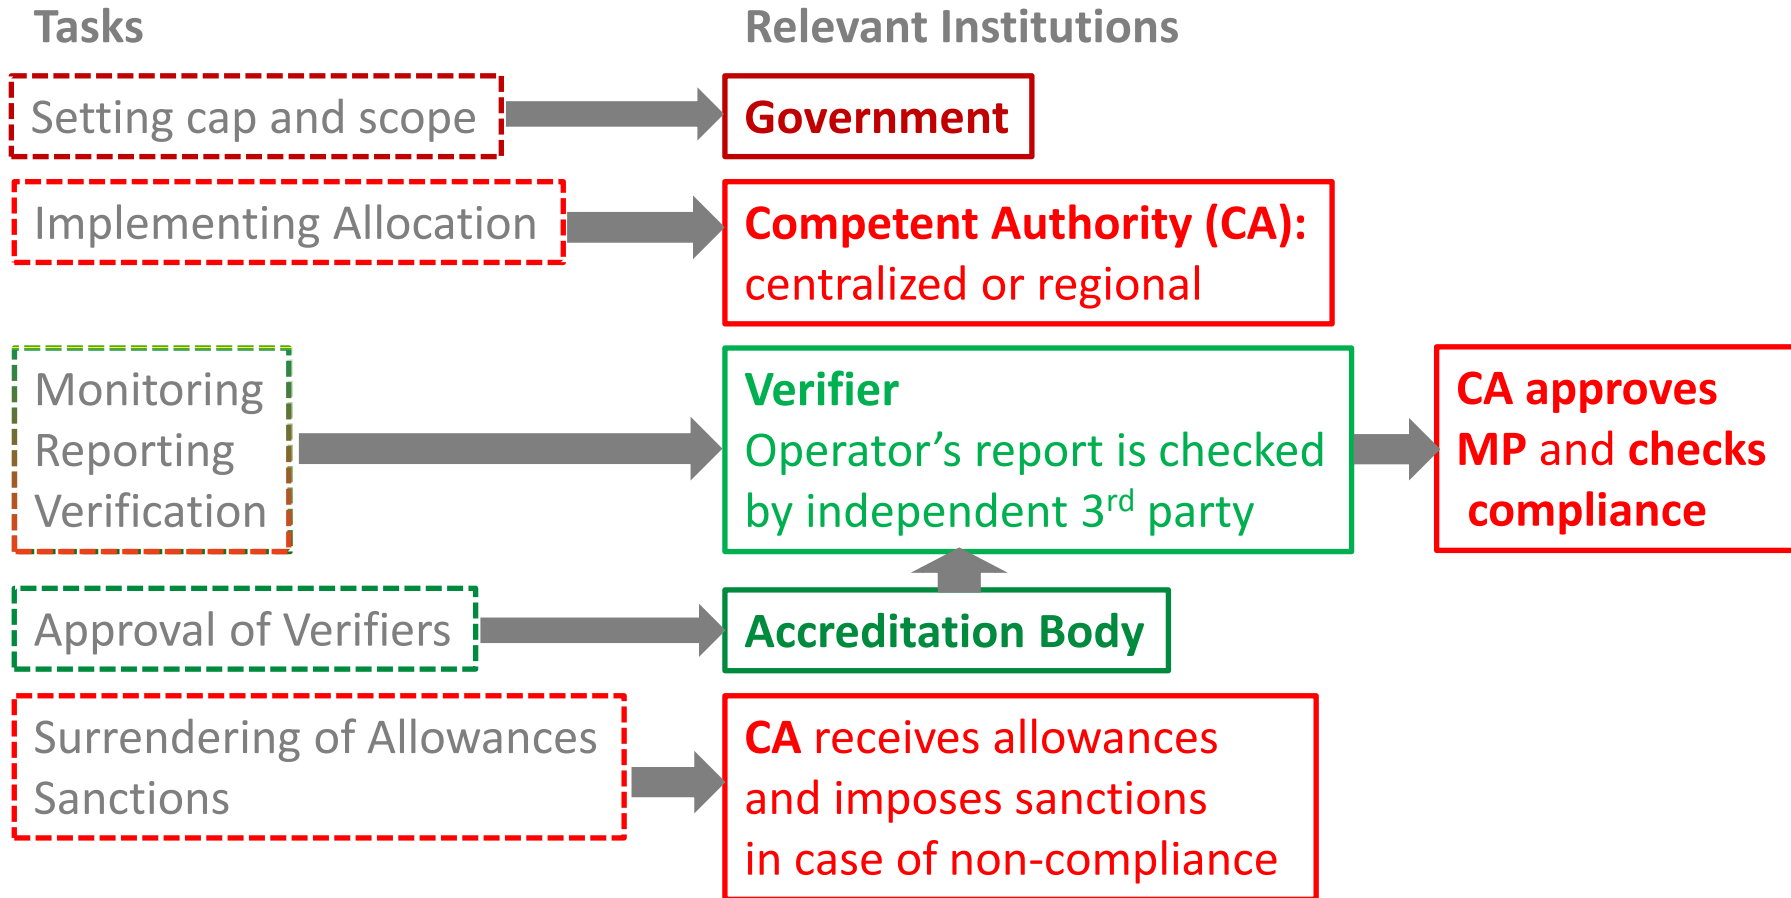 Tasks
Relevant Institutions
Setting cap and scope
Government
Implementing Allocation
Competent Authority (CA):
centralized or regional
Monitoring
Reporting
Verification
Verifier
Operator’s report is checked
by independent 3rd party
CA approves
MP and checks
compliance
Approval of Verifiers
Accreditation Body
Surrendering of Allowances
Sanctions
CA receives allowances
and imposes sanctions
in case of non-compliance